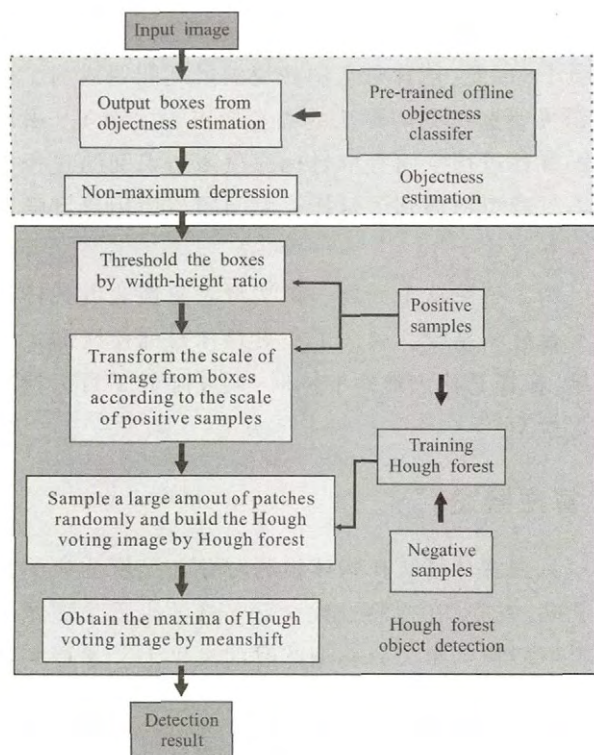 Input image
Output boxes from
objectness estimation
Pre-trained offline
objectness
classifer
Non-maximum depression
Objectness
estimation
Threshold the boxes
by width-height ratio
Positive
samples
Transform the scale of
image from boxes
according to the scale
of positive samples
Training
Hough forest
Sample a large amout of patches
randomly and build the Hough
voting image by Hough forest
Negative
samples
Obtain the maxima of Hough
voting image by meanshift
Hough forest
object detection
Detection
result